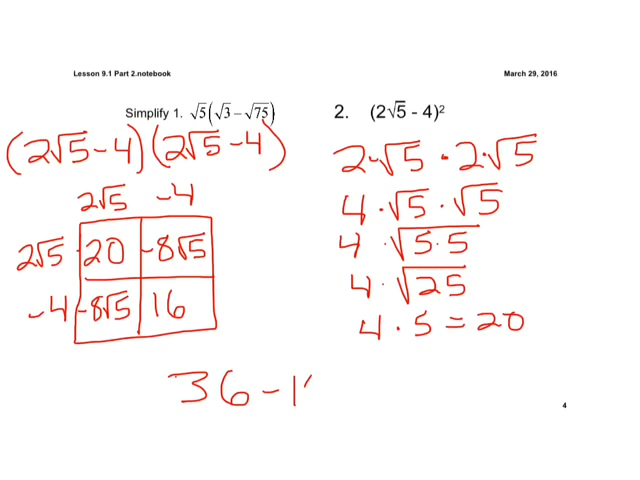 Lesson 9.1 Part 2.notebook March 29, 2016
Simplify 1. √5(√3 − √75) 2. (2√5 - 4)²
(2√5 − 4)(2√5 − 4)
2√5 −4
2√5 20 −8√5
−4 −8√5 16
36 − 1
2·√5 · 2·√5
4 · √5 · √5
4 · √5·5
4 · √25
4 · 5 = 20
4